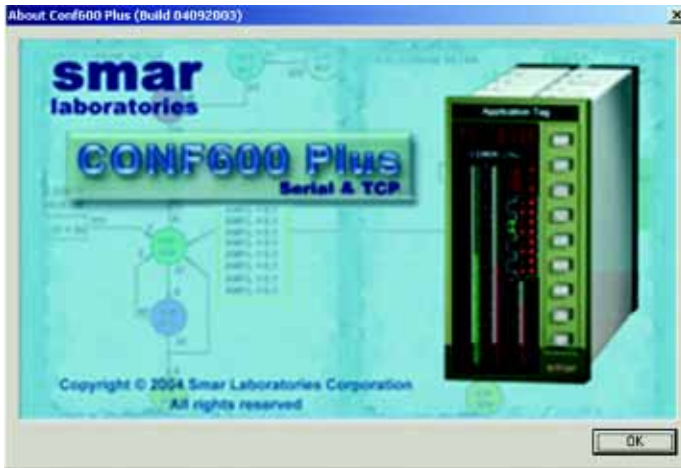 About Conf600 Plus (Build 04092003)
smar
laboratories
CONF600 Plus
Serial & TCP
Application Tag
Copyright © 2004 Smar Laboratories Corporation
All rights reserved
OK